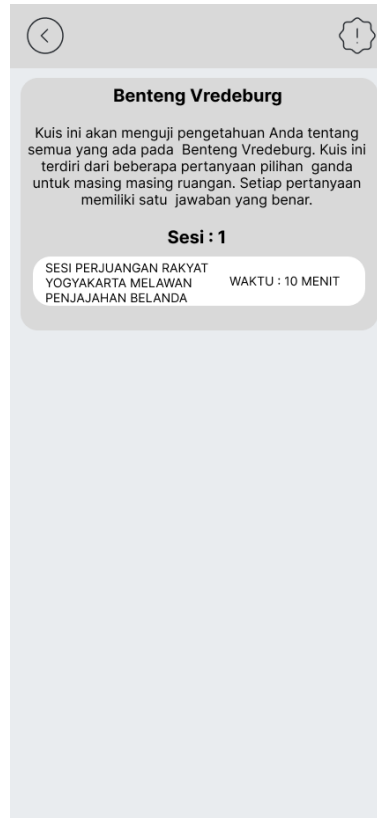 Benteng Vredeburg
Kuis ini akan menguji pengetahuan Anda tentang
semua yang ada pada Benteng Vredeburg. Kuis ini
terdiri dari beberapa pertanyaan pilihan ganda
untuk masing masing ruangan. Setiap pertanyaan
memiliki satu jawaban yang benar.
Sesi : 1
SESI PERJUANGAN RAKYAT
YOGYAKARTA MELAWAN
PENJAJAHAN BELANDA
WAKTU : 10 MENIT